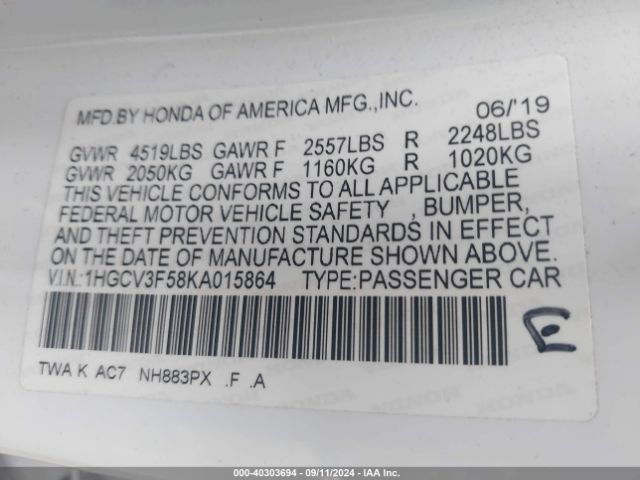 MFD.BY HONDA OF AMERICA MFG.,INC. 06/'19
GVWR 4519LBS GAWR F 2557LBS R 2248LBS
GVWR 2050KG GAWR F 1160KG R 1020KG
THIS VEHICLE CONFORMS TO ALL APPLICABLE
FEDERAL MOTOR VEHICLE SAFETY , BUMPER,
AND THEFT PREVENTION STANDARDS IN EFFECT
ON THE DATE OF MANUFACTURE SHOWN ABOVE.
V.I.N.:1HGCV3F58KA015864 TYPE:PASSENGER CAR
E
TWA K AC7 NH883PX .F .A
000-40303694 - 09/11/2024 - IAA Inc.